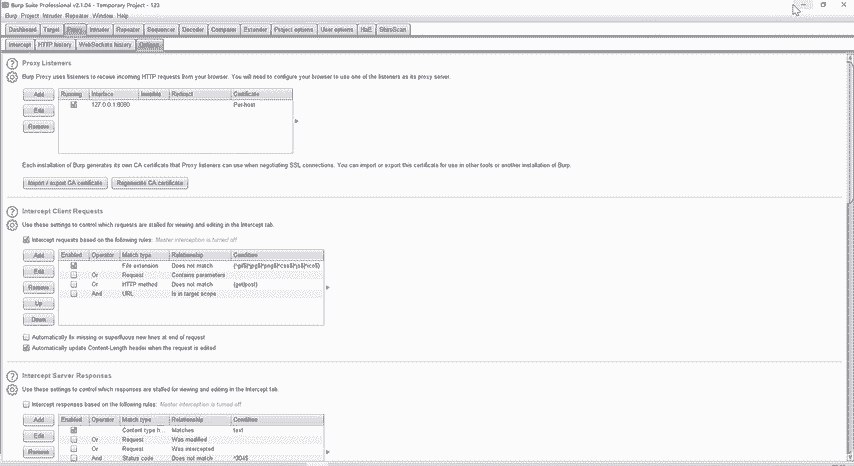 Burp Suite Professional v2.1.04 - Temporary Project - 123
Burp Project Intruder Repeater Window Help
Dashboard Target Proxy Intruder Repeater Sequencer Decoder Comparer Extender Project options User options HaE ShiroScan
Intercept HTTP history WebSockets history Options
Proxy Listeners
Burp Proxy uses listeners to receive incoming HTTP requests from your browser. You will need to configure your browser to use one of the listeners as its proxy server.
Add Running Interface Invisible Redirect Certificate
127.0.0.1:8080 Per-host
Edit
Remove
Each installation of Burp generates its own CA certificate that Proxy listeners can use when negotiating SSL connections. You can import or export this certificate for use in other tools or another installation of Burp.
Import / export CA certificate Regenerate CA certificate
Intercept Client Requests
Use these settings to control which requests are stalled for viewing and editing in the Intercept tab.
Intercept requests based on the following rules: Master interception is turned off
Add Enabled Operator Match type Relationship Condition
File extension Does not match (^gif$|^jpg$|^png$|^css$|^js$|^ico$)
Edit Or Request Contains parameters
Or HTTP method Does not match (get|post)
Remove And URL Is in target scope
Up
Down
Automatically fix missing or superfluous new lines at end of request
Automatically update Content-Length header when the request is edited
Intercept Server Responses
Use these settings to control which responses are stalled for viewing and editing in the Intercept tab.
Intercept responses based on the following rules: Master interception is turned off
Add Enabled Operator Match type Relationship Condition
Content type h... Matches text
Edit Or Request Was modified
Or Request Was intercepted
Remove And Status code Does not match ^304$